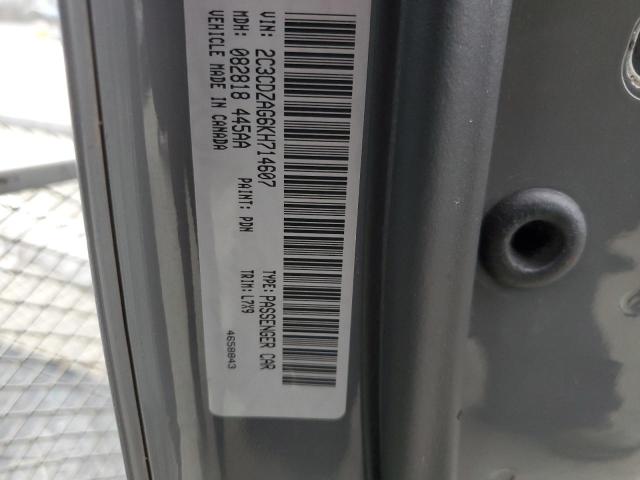 VIN: 2C3CDZAG6KH714607 TYPE: PASSENGER CAR
MDH: 082818 445AA PAINT: PDN TRIM: L7X9
VEHICLE MADE IN CANADA 4658843